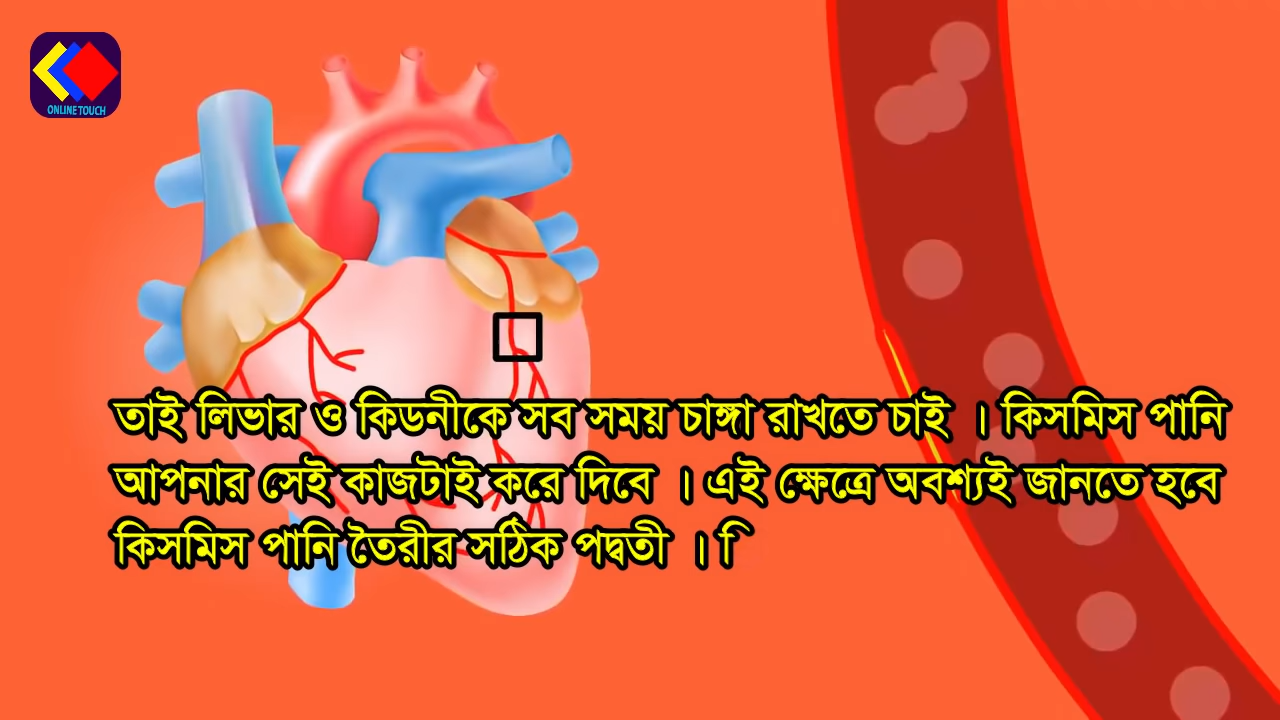 ONLINE TOUCH
তাই লিভার ও কিডনীকে সব সময় চাঙ্গা রাখতে চাই । কিসমিস পানি
আপনার সেই কাজটাই করে দিবে । এই ক্ষেত্রে অবশ্যই জানতে হবে
কিসমিস পানি তৈরীর সঠিক পদ্বতী । ি